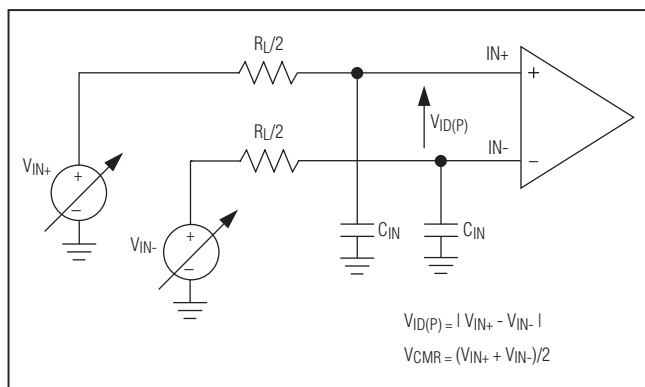 RL/2
IN+
+
RL/2
VID(P)
IN-
−
VIN+
+
−
VIN-
+
−
CIN
CIN
VID(P) = | VIN+ - VIN- |
VCMR = (VIN+ + VIN-)/2